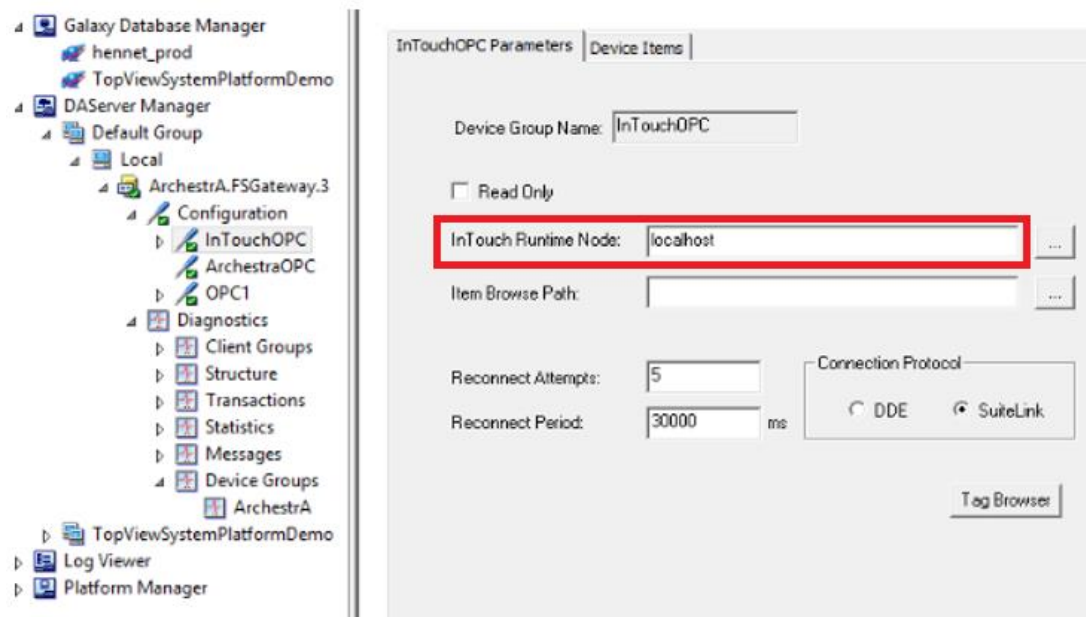 Galaxy Database Manager
hennet_prod
TopViewSystemPlatformDemo
DAServer Manager
Default Group
Local
ArchestrA.FSGateway.3
Configuration
InTouchOPC
ArchestraOPC
OPC1
Diagnostics
Client Groups
Structure
Transactions
Statistics
Messages
Device Groups
ArchestrA
TopViewSystemPlatformDemo
Log Viewer
Platform Manager
InTouchOPC Parameters Device Items
Device Group Name: InTouchOPC
Read Only
InTouch Runtime Node: localhost ...
Item Browse Path: ...
Reconnect Attempts: 5
Reconnect Period: 30000 ms
Connection Protocol
DDE SuiteLink
Tag Browser